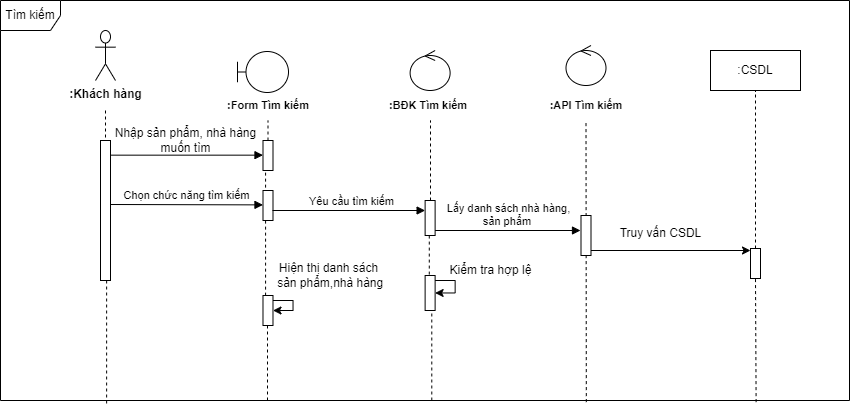 Tìm kiếm
:Khách hàng
:Form Tìm kiếm
:BĐK Tìm kiếm
:API Tìm kiếm
:CSDL
Nhập sản phẩm, nhà hàng
muốn tìm
Chọn chức năng tìm kiếm
Yêu cầu tìm kiếm
Lấy danh sách nhà hàng,
sản phẩm
Truy vấn CSDL
Hiện thị danh sách
sản phẩm,nhà hàng
Kiểm tra hợp lệ